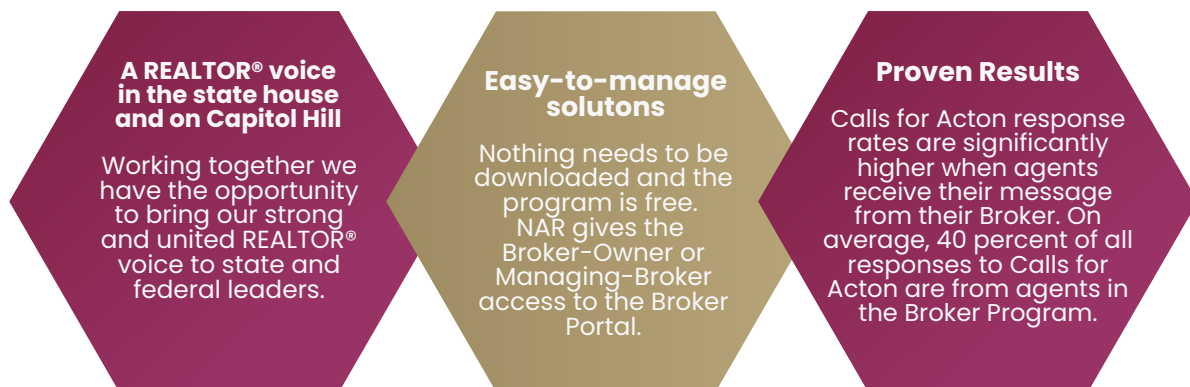 A REALTOR® voice
in the state house
and on Capitol Hill
Working together we
have the opportunity
to bring our strong
and united REALTOR®
voice to state and
federal leaders.
Easy-to-manage
solutons
Nothing needs to be
downloaded and the
program is free.
NAR gives the
Broker-Owner or
Managing-Broker
access to the Broker
Portal.
Proven Results
Calls for Acton response
rates are significantly
higher when agents
receive their message
from their Broker. On
average, 40 percent of all
responses to Calls for
Acton are from agents in
the Broker Program.